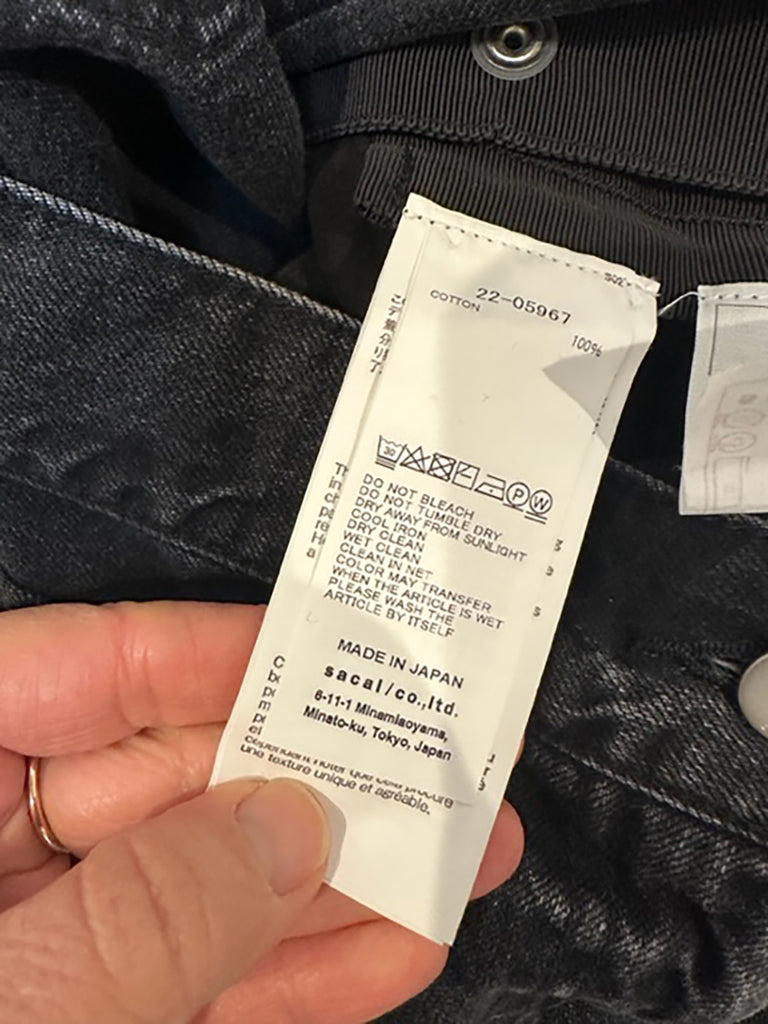 22-05967
COTTON 100%
30
P W
DO NOT BLEACH
DO NOT TUMBLE DRY
DRY AWAY FROM SUNLIGHT
COOL IRON
DRY CLEAN
WET CLEAN
CLEAN IN NET
COLOR MAY TRANSFER
WHEN THE ARTICLE IS WET
PLEASE WASH THE
ARTICLE BY ITSELF
MADE IN JAPAN
sacai/co.,ltd.
6-11-1 Minamiaoyama,
Minato-ku, Tokyo, Japan
une texture unique et agréable.